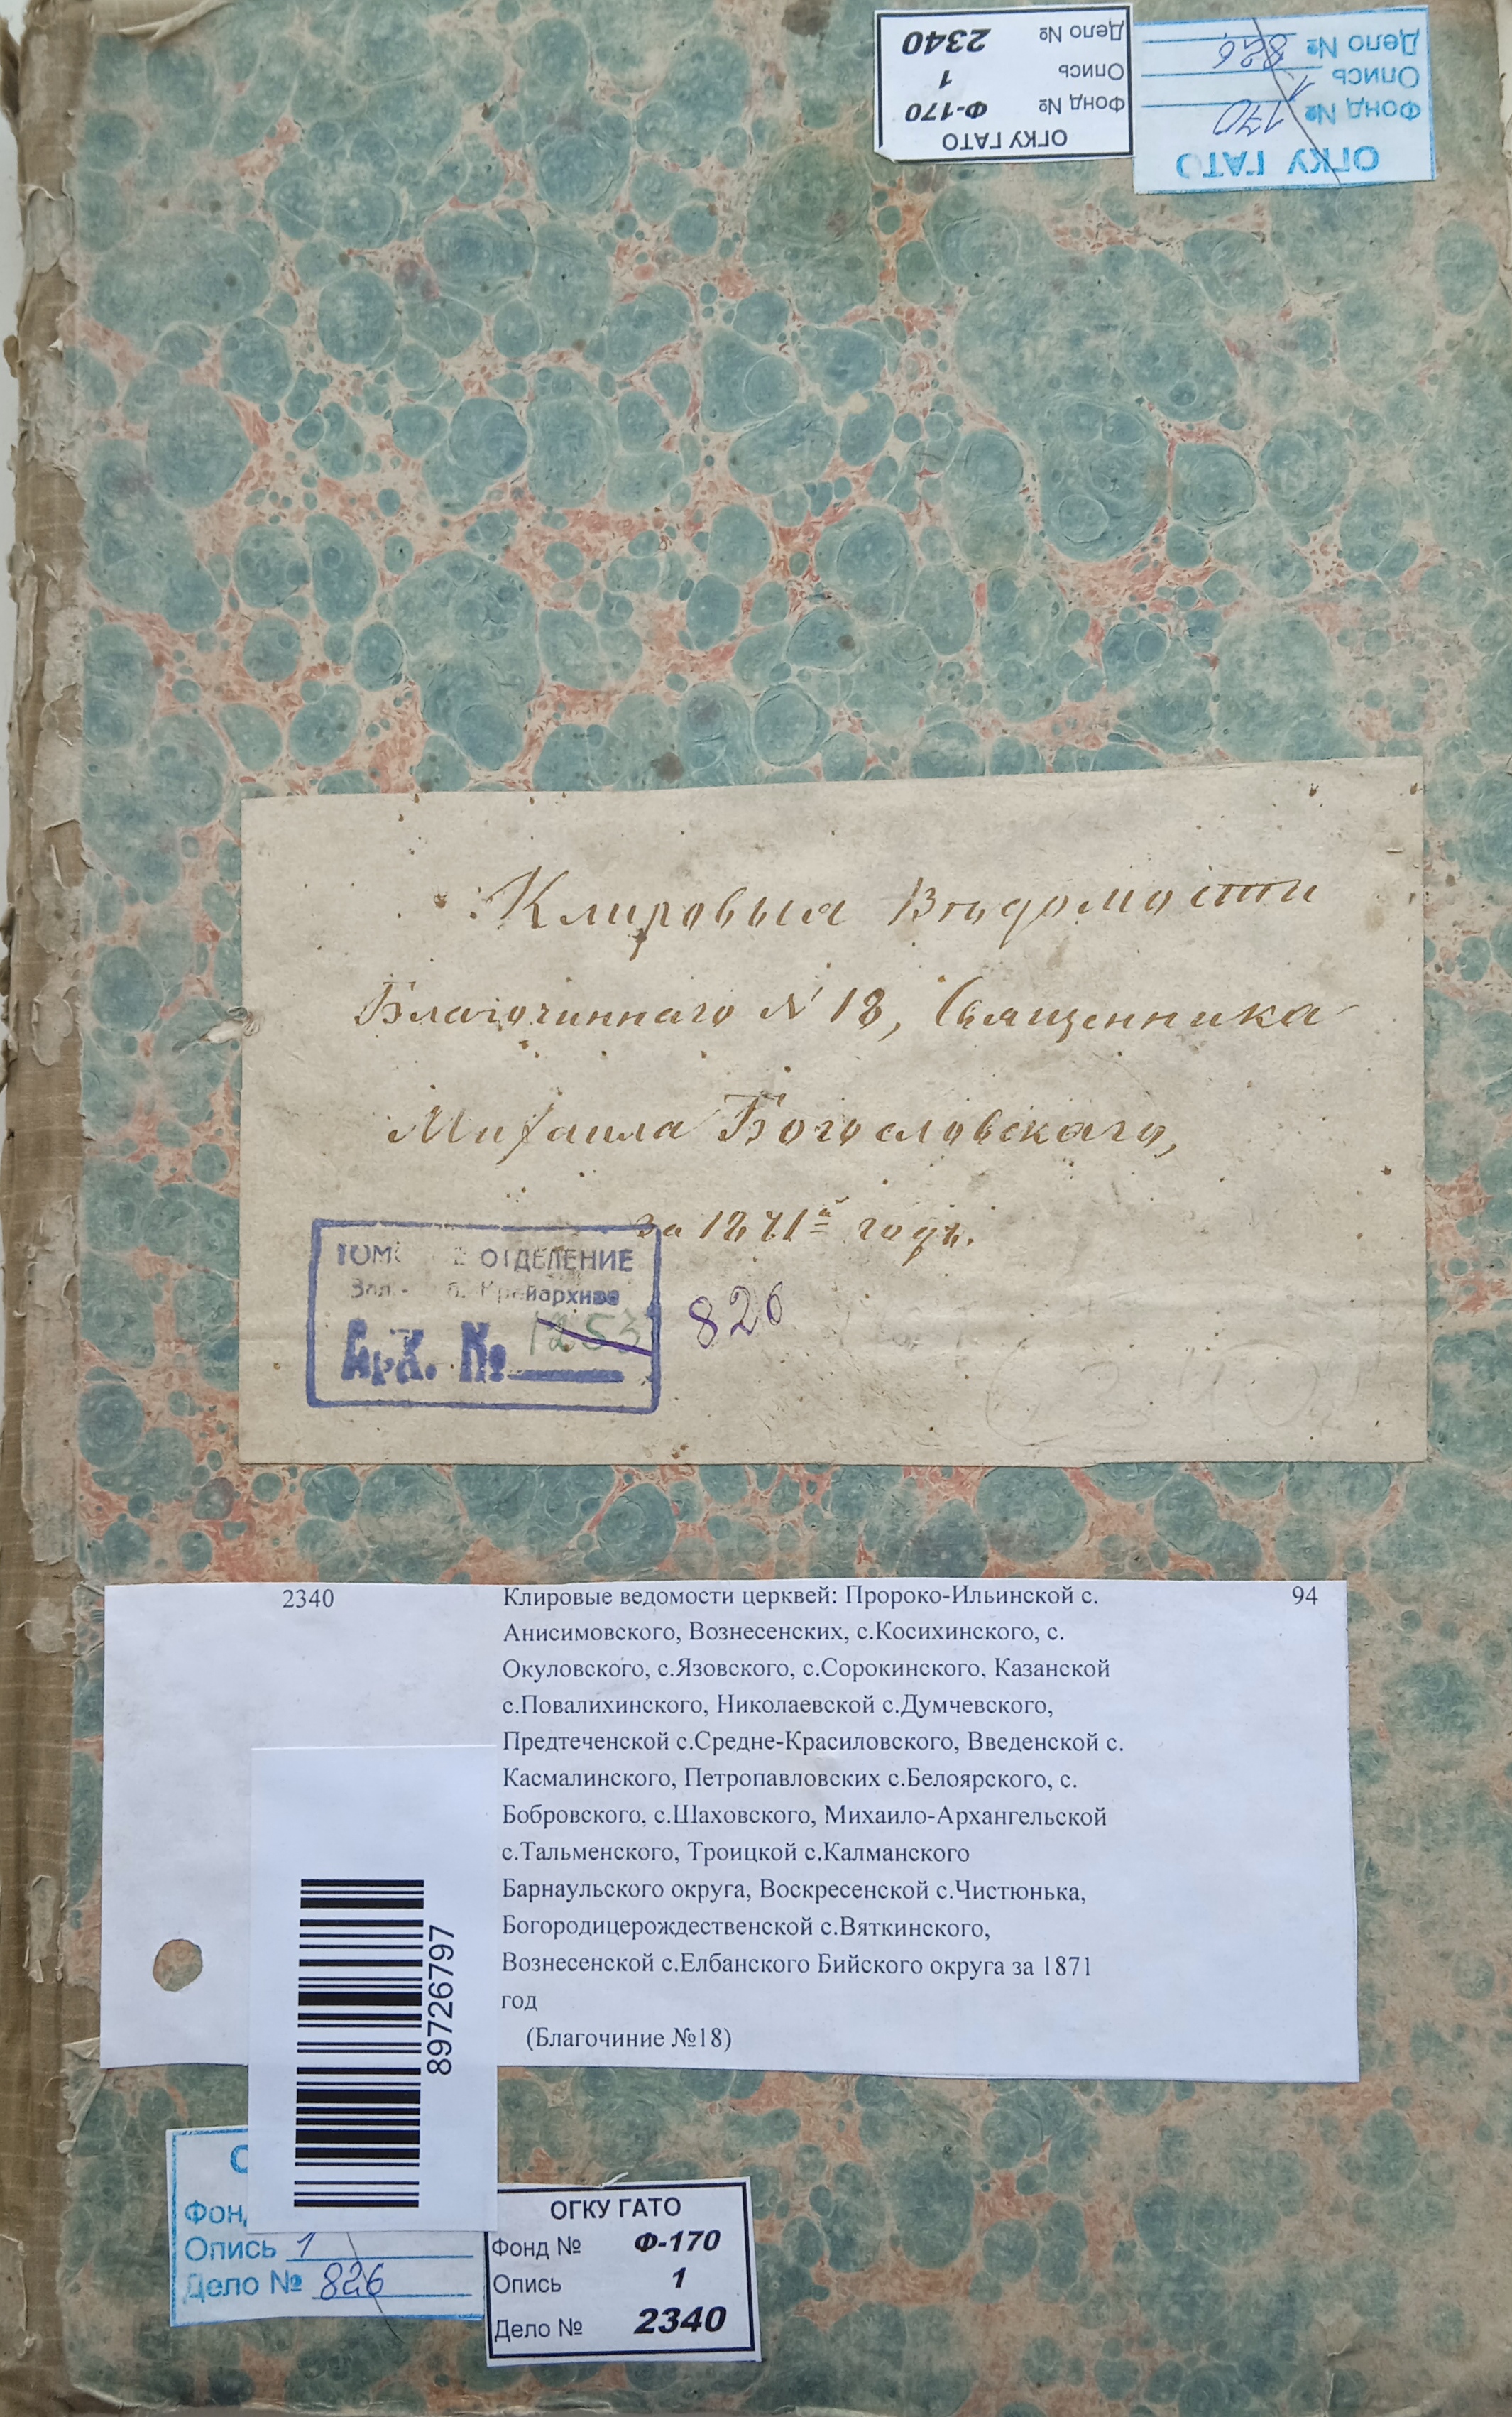 Дело № 2340
Опись 1
Фонд № Ф-170
ОГКУ ГАТО
Дело № 826
Опись 1
Фонд № 170
ОГКУ ГАТО
Клировыя Вѣдомости
Благочиннаго № 18, Священника
Михаила Богословскаго,
за 1871й годъ.
ОТДЕЛЕНИЕ
Крайархива
Арх. № 1253
826
2340
94
Клировые ведомости церквей: Пророко-Ильинской с.
Анисимовского, Вознесенских, с.Косихинского, с.
Окуловского, с.Язовского, с.Сорокинского, Казанской
с.Повалихинского, Николаевской с.Думчевского,
Предтеченской с.Средне-Красиловского, Введенской с.
Касмалинского, Петропавловских с.Белоярского, с.
Бобровского, с.Шаховского, Михаило-Архангельской
с.Тальменского, Троицкой с.Калманского
Барнаульского округа, Воскресенской с.Чистюнька,
Богородицерождественской с.Вяткинского,
Вознесенской с.Елбанского Бийского округа за 1871
год
(Благочиние №18)
89726797
Опись 1
Дело № 826
ОГКУ ГАТО
Фонд № Ф-170
Опись 1
Дело № 2340